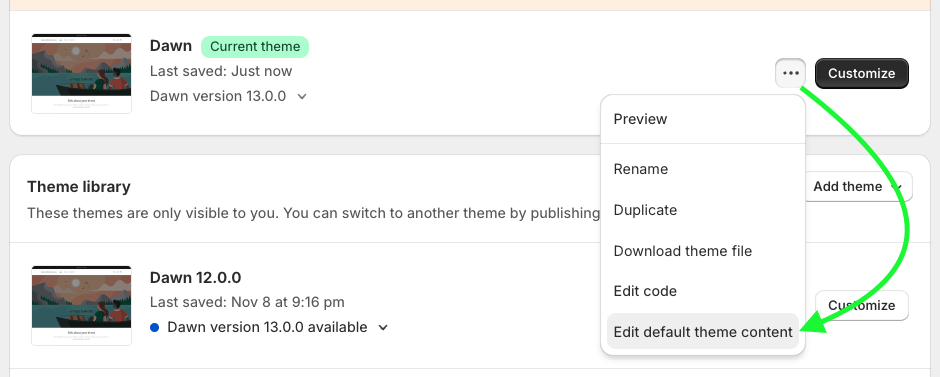 Dawn Current theme
Last saved: Just now
Dawn version 13.0.0
Customize
Preview
Rename
Duplicate
Download theme file
Edit code
Edit default theme content
Theme library
Add theme
These themes are only visible to you. You can switch to another theme by publishing
Dawn 12.0.0
Last saved: Nov 8 at 9:16 pm
Dawn version 13.0.0 available
Customize